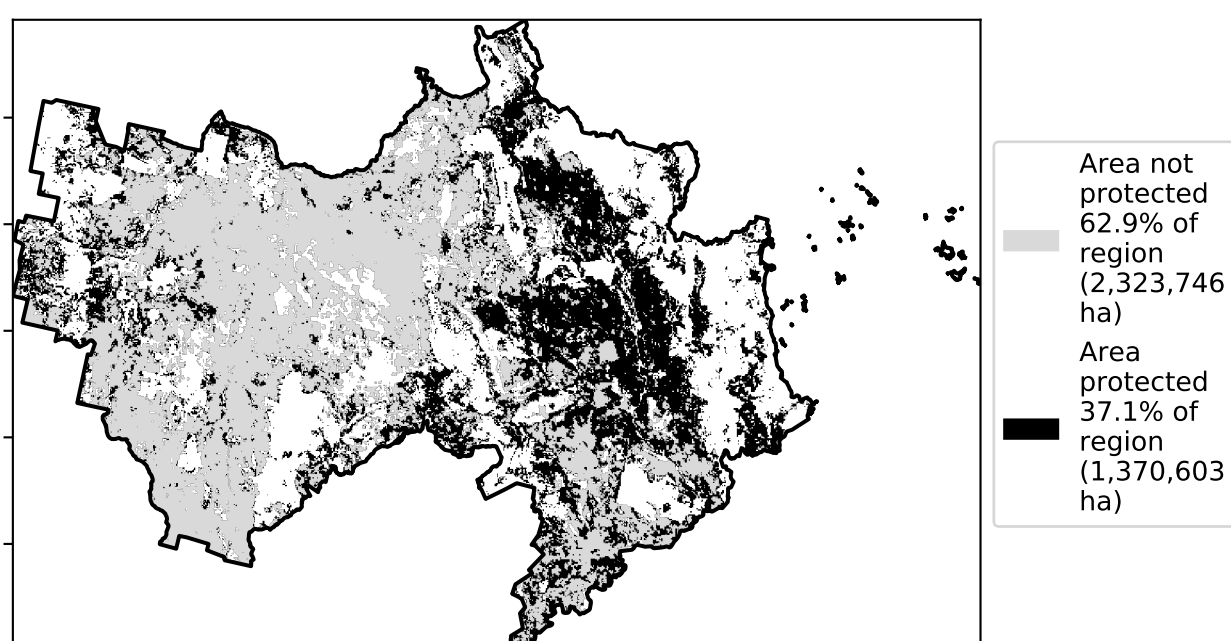 Area not
protected
62.9% of
region
(2,323,746
ha)
Area
protected
37.1% of
region
(1,370,603
ha)